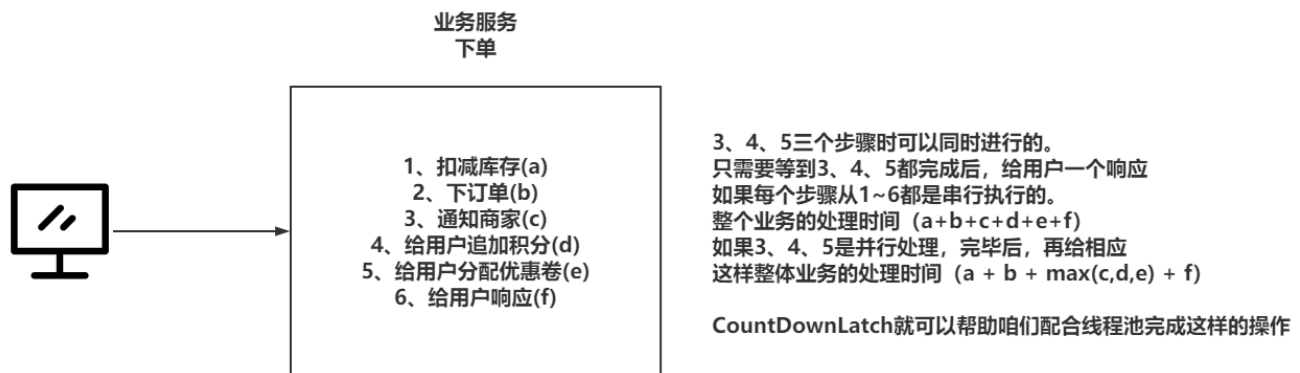 业务服务
下单
1、扣减库存(a)
2、下订单(b)
3、通知商家(c)
4、给用户追加积分(d)
5、给用户分配优惠卷(e)
6、给用户响应(f)
3、4、5三个步骤时可以同时进行的。
只需要等到3、4、5都完成后，给用户一个响应
如果每个步骤从1~6都是串行执行的。
整个业务的处理时间（a+b+c+d+e+f）
如果3、4、5是并行处理，完毕后，再给相应
这样整体业务的处理时间（a + b + max(c,d,e) + f）
CountDownLatch就可以帮助咱们配合线程池完成这样的操作